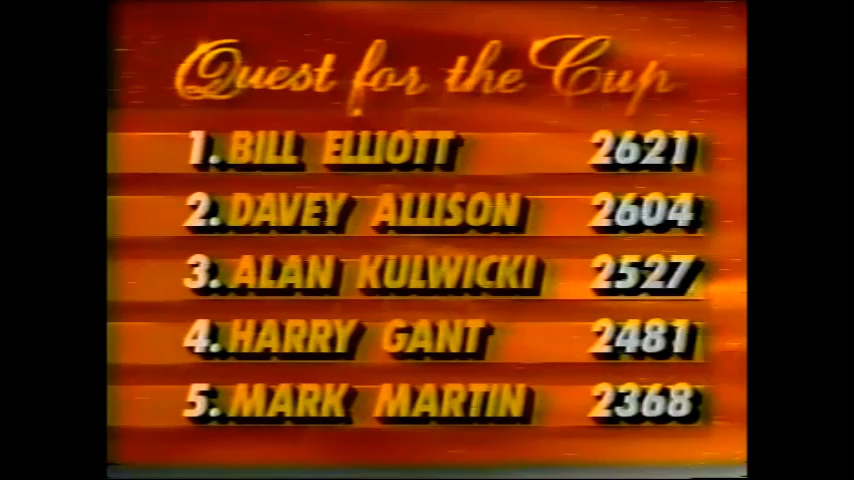 Quest for the Cup
1. BILL ELLIOTT 2621
2. DAVEY ALLISON 2604
3. ALAN KULWICKI 2527
4. HARRY GANT 2481
5. MARK MARTIN 2368